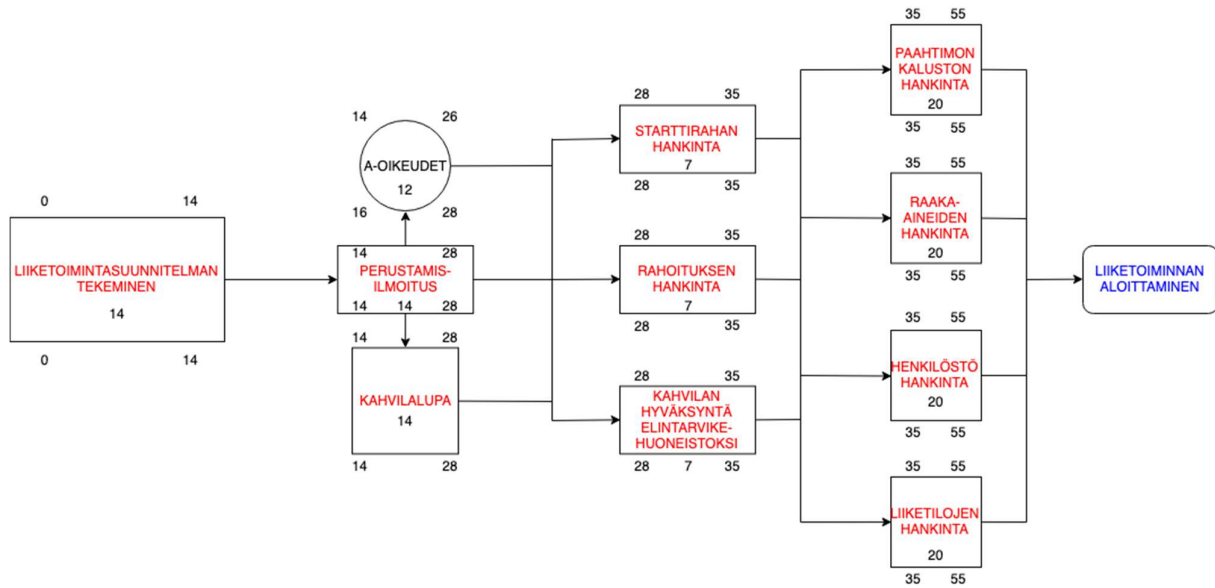 0 14
LIIKETOIMINTASUUNNITELMAN
TEKEMINEN
14
0 14
14 26
A-OIKEUDET
12
16 28
14 28
PERUSTAMIS-
ILMOITUS
14 14 28
14 28
KAHVILALUPA
14
14 28
28 35
STARTTIRAHAN
HANKINTA
7
28 35
28 35
RAHOITUKSEN
HANKINTA
7
28 35
28 35
KAHVILAN
HYVÄKSYNTÄ
ELINTARVIKE-
HUONEISTOKSI
28 7 35
35 55
PAAHTIMON
KALUSTON
HANKINTA
20
35 55
35 55
RAAKA-
AINEIDEN
HANKINTA
20
35 55
35 55
HENKILÖSTÖ
HANKINTA
20
35 55
35 55
LIIKETILOJEN
HANKINTA
20
35 55
LIIKETOIMINNAN
ALOITTAMINEN